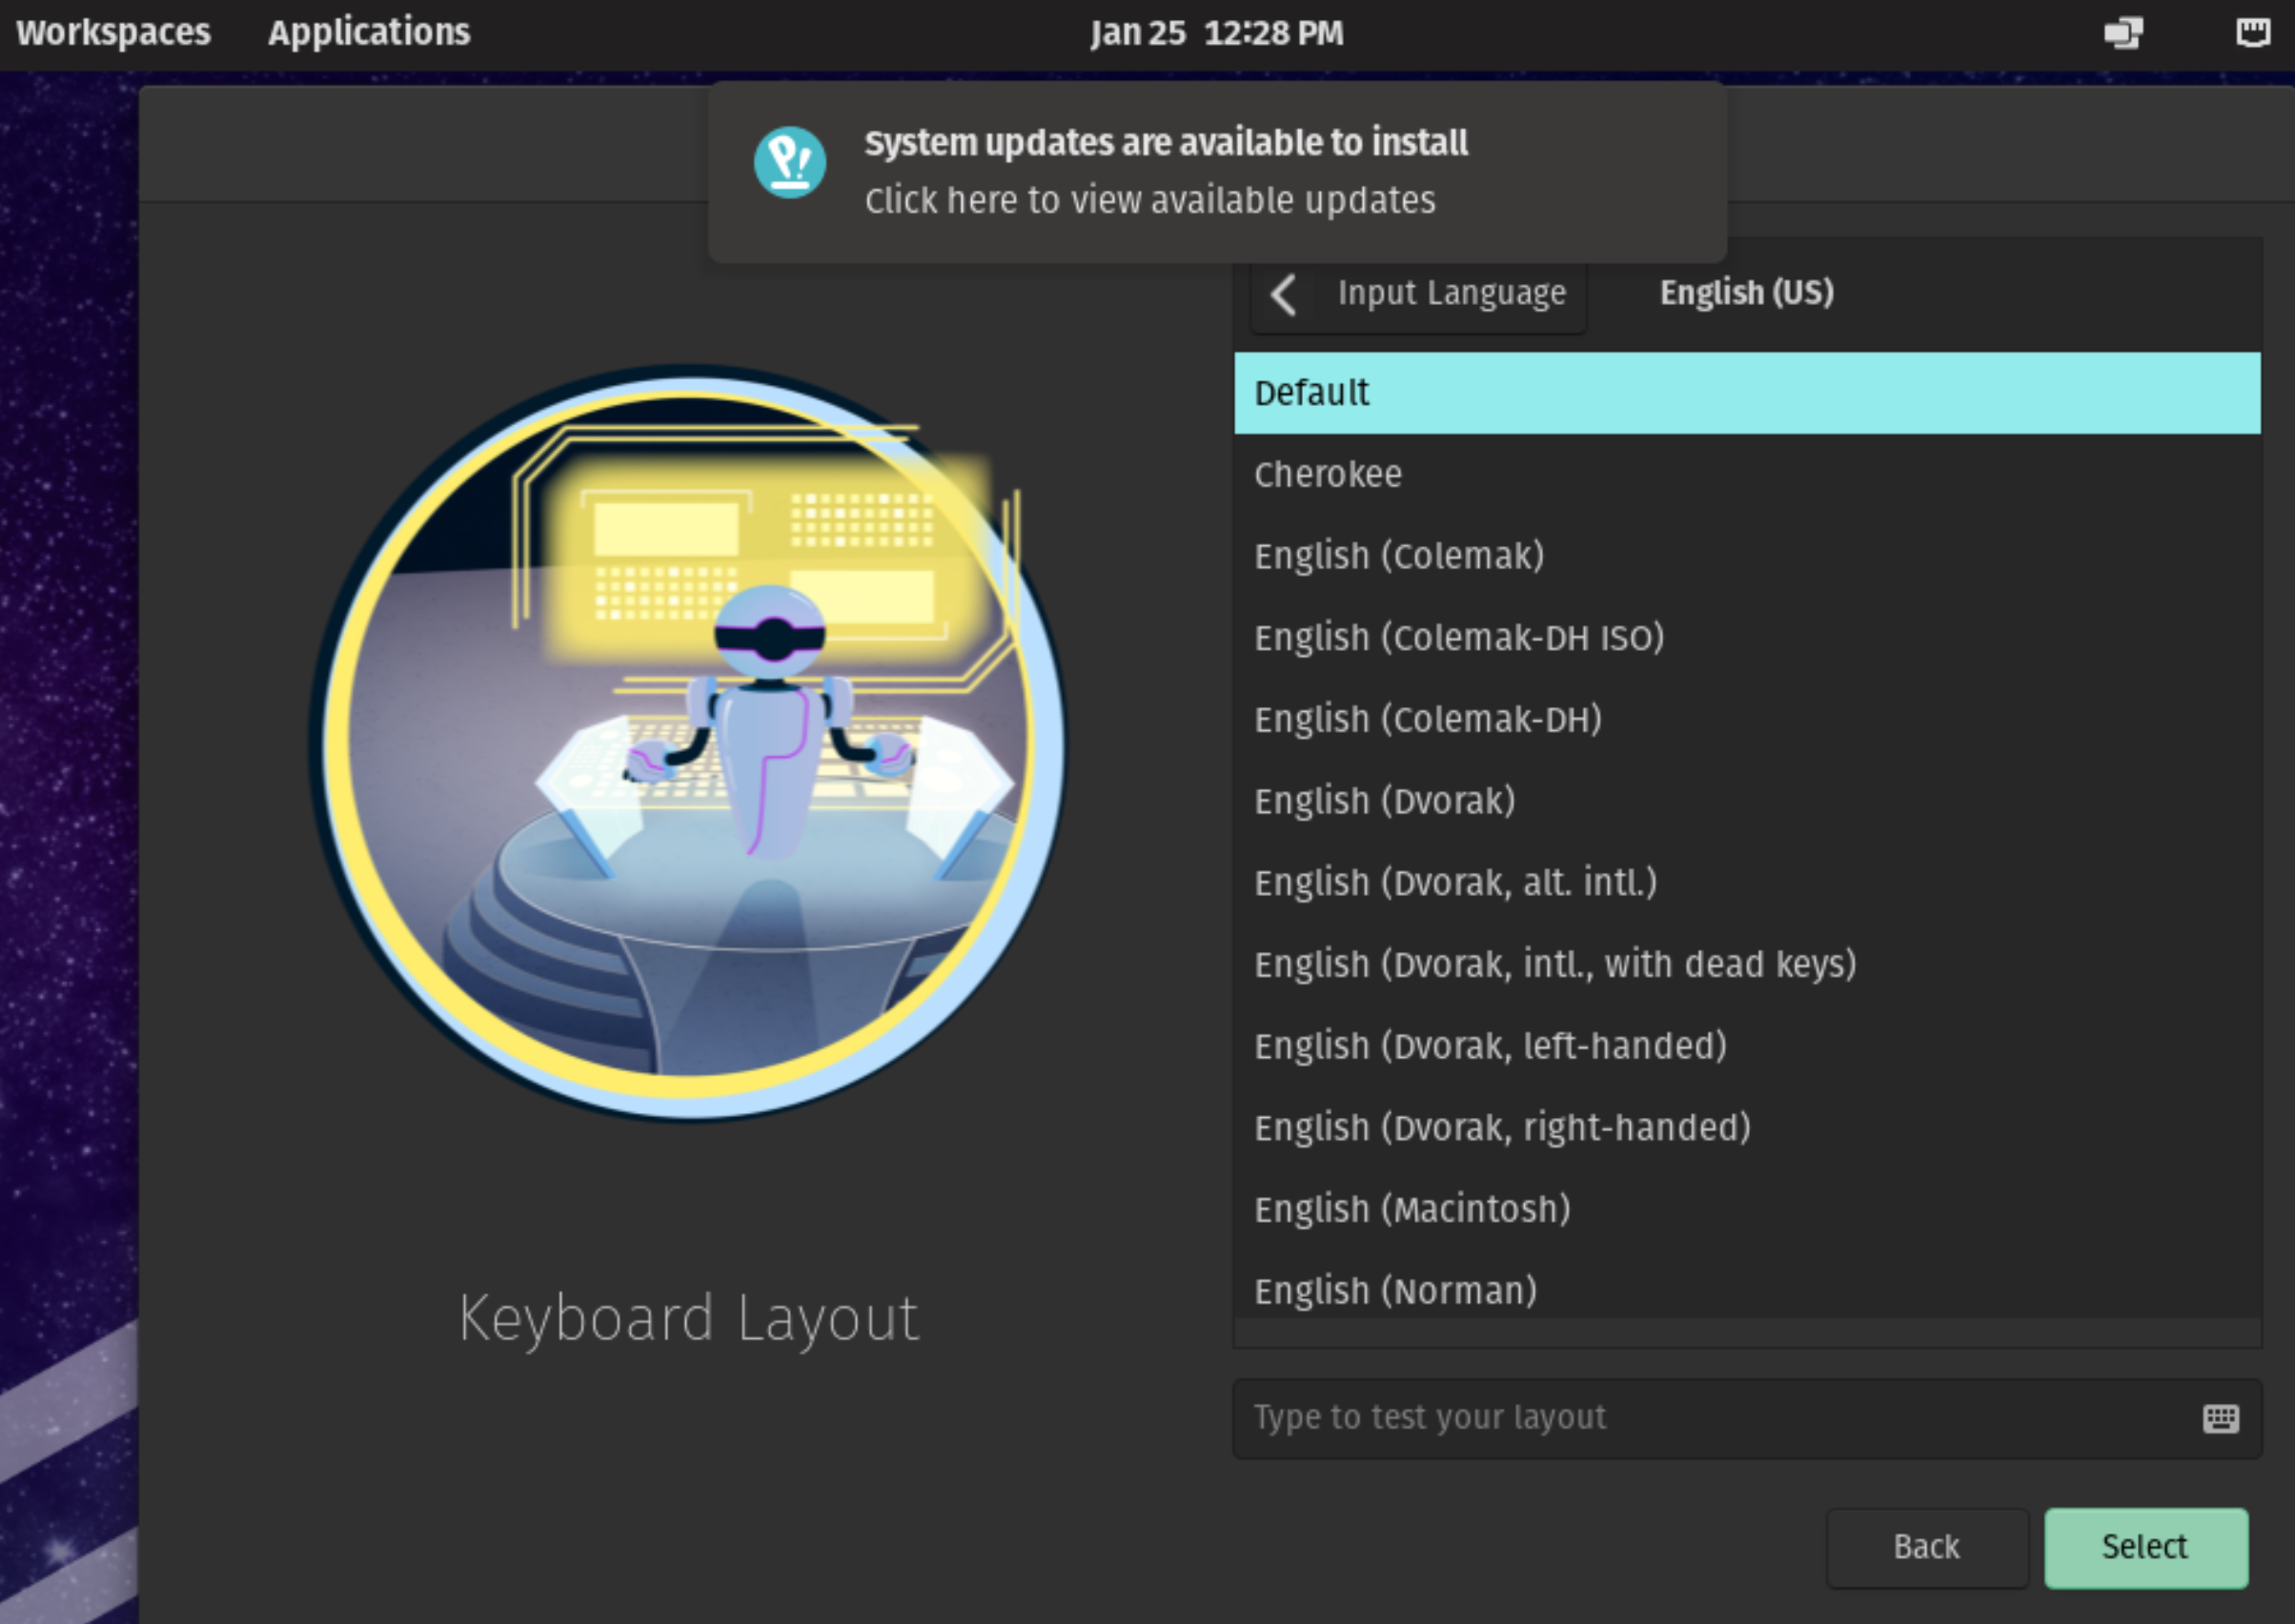 Workspaces Applications Jan 25 12:28 PM
System updates are available to install
Click here to view available updates
Input Language English (US)
Default
Cherokee
English (Colemak)
English (Colemak-DH ISO)
English (Colemak-DH)
English (Dvorak)
English (Dvorak, alt. intl.)
English (Dvorak, intl., with dead keys)
English (Dvorak, left-handed)
English (Dvorak, right-handed)
English (Macintosh)
English (Norman)
Keyboard Layout
Type to test your layout
Back Select